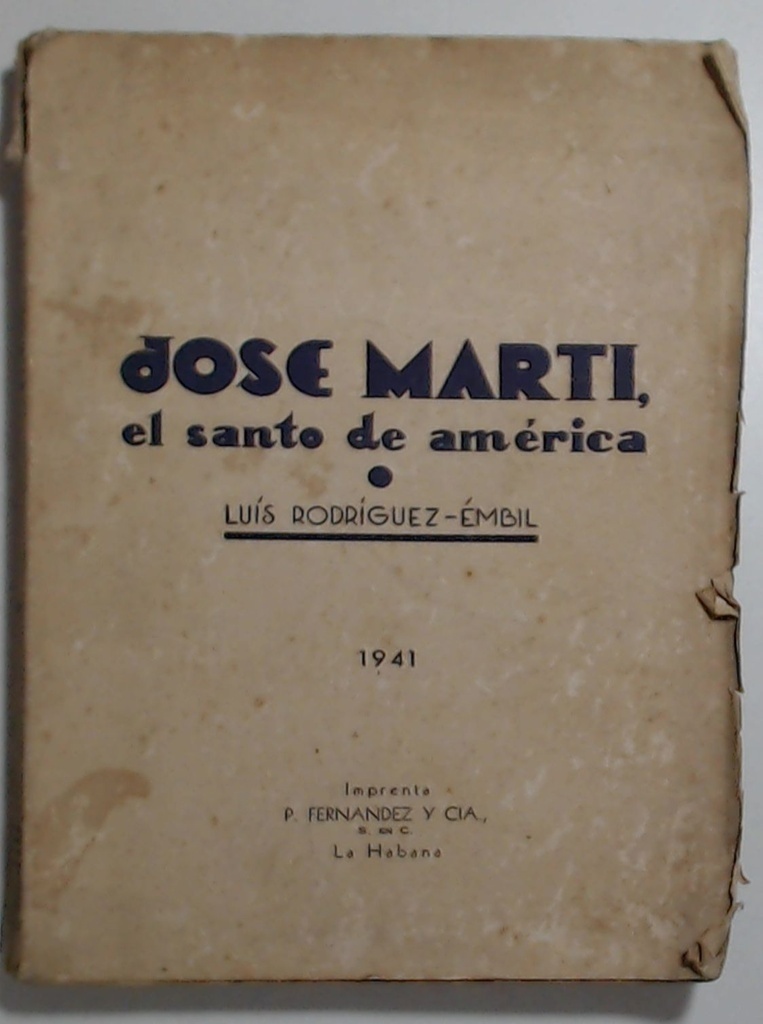 JOSE MARTI,
el santo de américa
LUÍS RODRÍGUEZ-ÉMBIL
1941
Imprenta
P. FERNANDEZ Y CIA.,
S. EN C.
La Habana